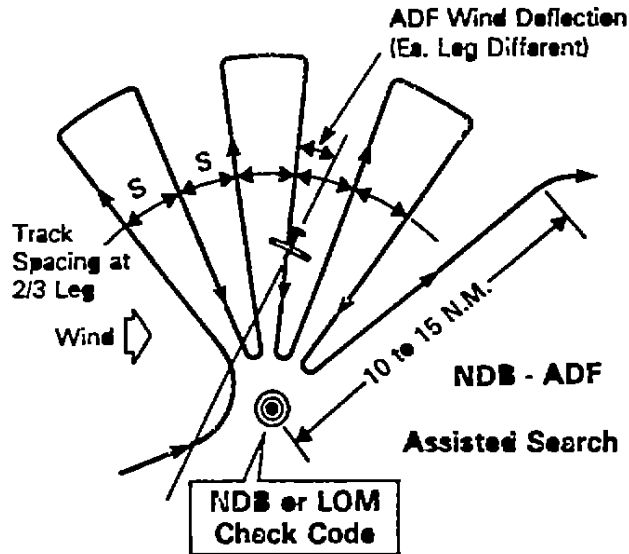 ADF Wind Deflection
(Ea. Leg Different)
S
S
Track
Spacing at
2/3 Leg
Wind
10 to 15 N.M.
NDB - ADF
Assisted Search
NDB or LOM
Check Code